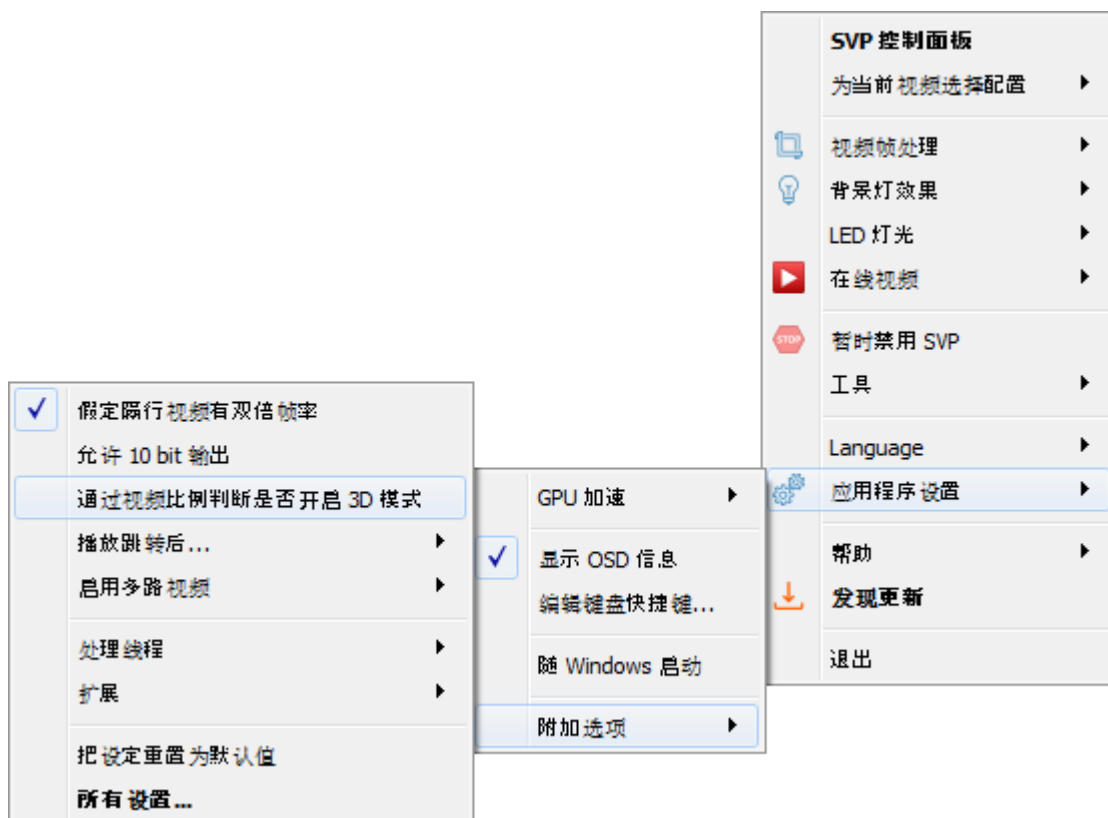 SVP 控制面板
为当前视频选择配置
视频帧处理
背景灯效果
LED 灯光
在线视频
STOP
暂时禁用 SVP
工具
Language
应用程序设置
帮助
发现更新
退出
GPU 加速
显示 OSD 信息
编辑键盘快捷键...
随 Windows 启动
附加选项
假定隔行视频有双倍帧率
允许 10 bit 输出
通过视频比例判断是否开启 3D 模式
播放跳转后...
启用多路视频
处理线程
扩展
把设定重置为默认值
所有设置...